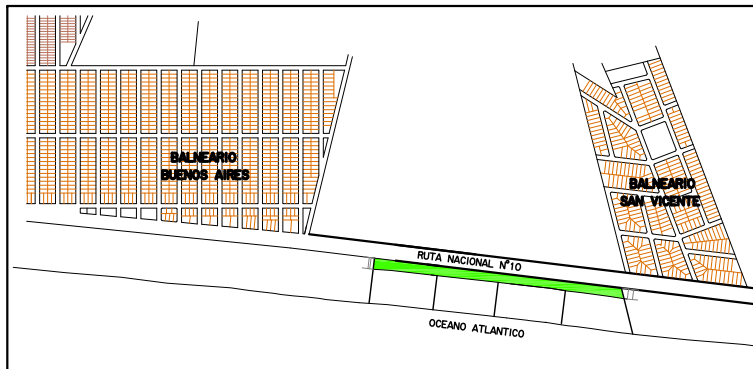 BALNEARIO
BUENOS AIRES
BALNEARIO
SAN VICENTE
RUTA NACIONAL N°10
OCEANO ATLANTICO